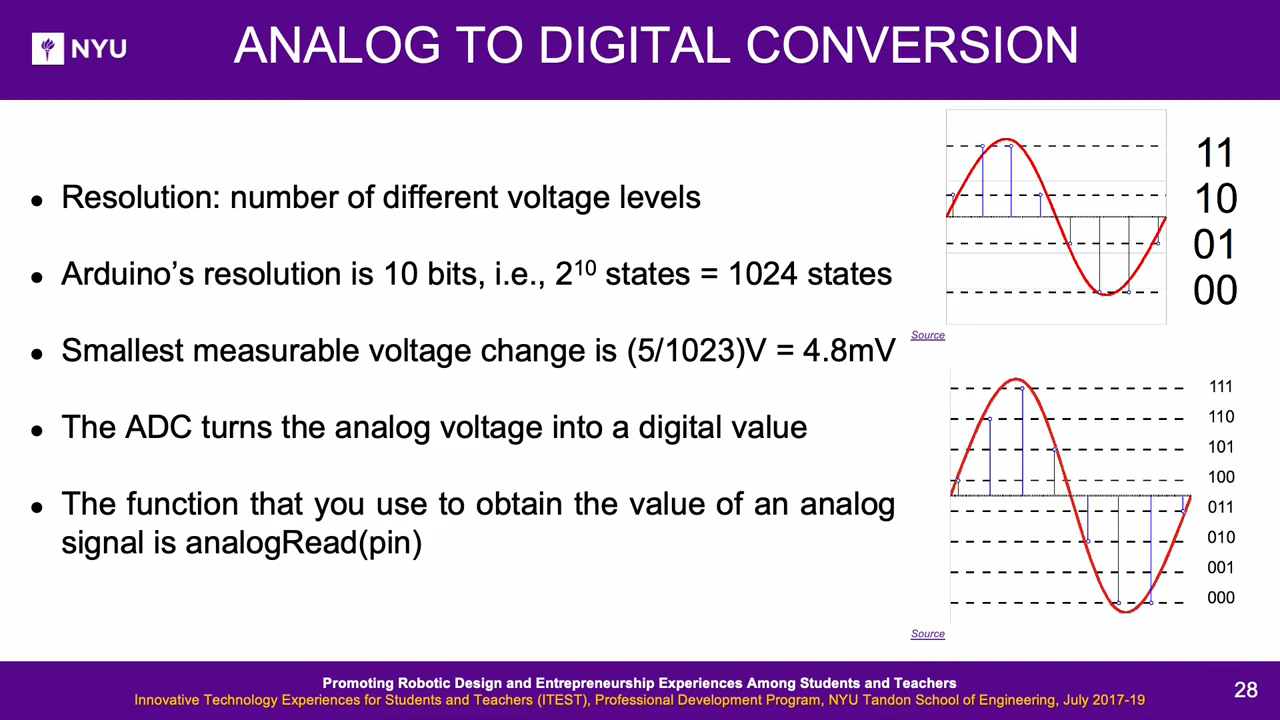 NYU
ANALOG TO DIGITAL CONVERSION
● Resolution: number of different voltage levels
● Arduino’s resolution is 10 bits, i.e., 2¹⁰ states = 1024 states
● Smallest measurable voltage change is (5/1023)V = 4.8mV
● The ADC turns the analog voltage into a digital value
● The function that you use to obtain the value of an analog
signal is analogRead(pin)
11
10
01
00
Source
111
110
101
100
011
010
001
000
Source
Promoting Robotic Design and Entrepreneurship Experiences Among Students and Teachers
Innovative Technology Experiences for Students and Teachers (ITEST), Professional Development Program, NYU Tandon School of Engineering, July 2017-19
28